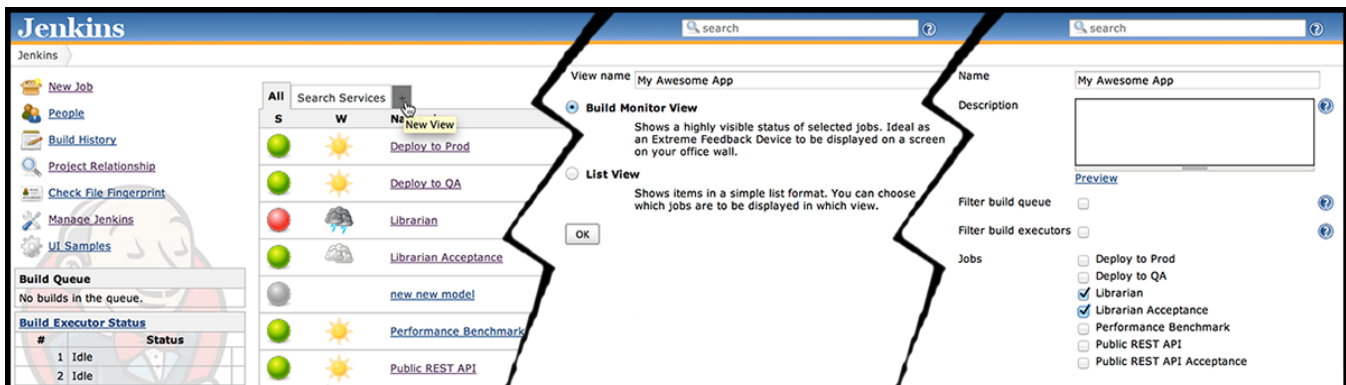 Jenkins
search
search
Jenkins
New Job
People
Build History
Project Relationship
Check File Fingerprint
Manage Jenkins
UI Samples
Build Queue
No builds in the queue.
Build Executor Status
# Status
1 Idle
2 Idle
All Search Services +
S W
New View
Deploy to Prod
Deploy to QA
Librarian
Librarian Acceptance
new new model
Performance Benchmark
Public REST API
View name My Awesome App
Build Monitor View
Shows a highly visible status of selected jobs. Ideal as
an Extreme Feedback Device to be displayed on a screen
on your office wall.
List View
Shows items in a simple list format. You can choose
which jobs are to be displayed in which view.
OK
Name My Awesome App
Description
Preview
Filter build queue
Filter build executors
Jobs
Deploy to Prod
Deploy to QA
Librarian
Librarian Acceptance
Performance Benchmark
Public REST API
Public REST API Acceptance